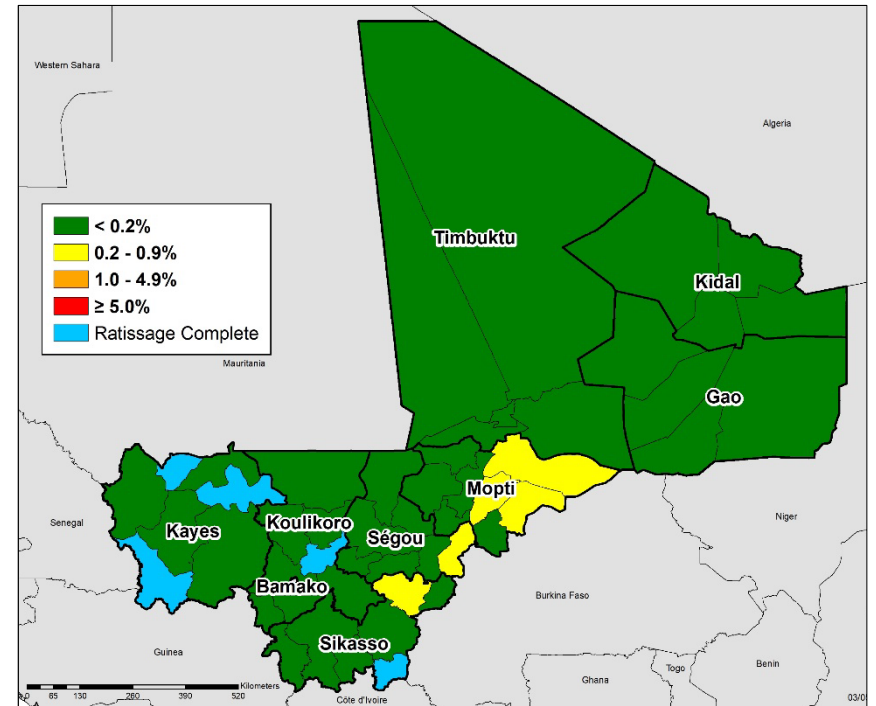 Western Sahara
Algeria
< 0.2%
0.2 - 0.9%
1.0 - 4.9%
≥ 5.0%
Ratissage Complete
Timbuktu
Kidal
Mauritania
Gao
Mopti
Senegal
Kayes
Koulikoro
Ségou
Niger
Bamako
Burkina Faso
Sikasso
Guinea
Benin
Togo
Ghana
Kilometers
0 65 130 260 390 520
Côte d'Ivoire